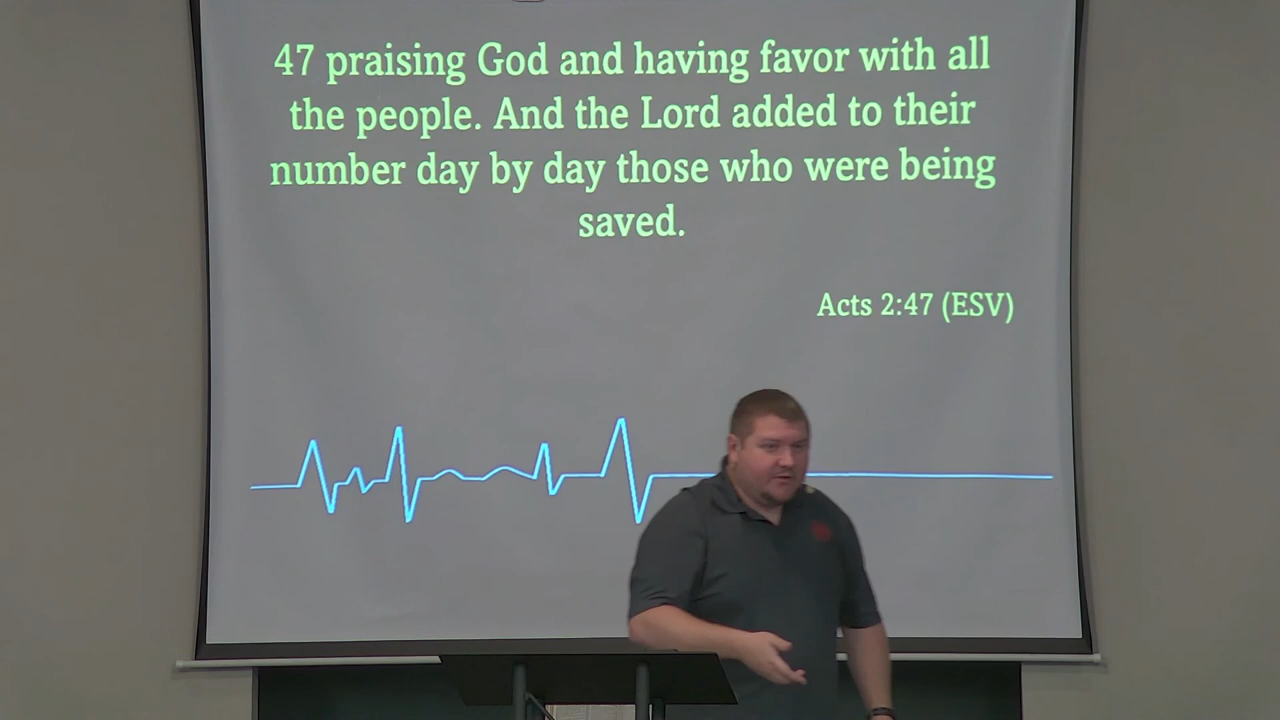 47 praising God and having favor with all
the people. And the Lord added to their
number day by day those who were being
saved.
Acts 2:47 (ESV)